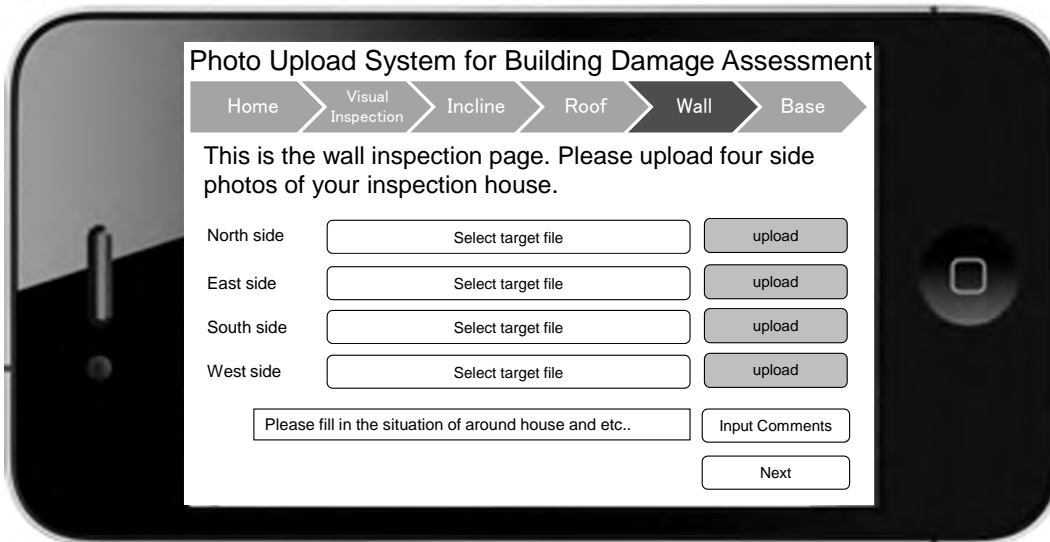 Photo Upload System for Building Damage Assessment
Home
Visual
Inspection
Incline
Roof
Wall
Base
This is the wall inspection page. Please upload four side
photos of your inspection house.
North side Select target file upload
East side Select target file upload
South side Select target file upload
West side Select target file upload
Please fill in the situation of around house and etc.. Input Comments
Next